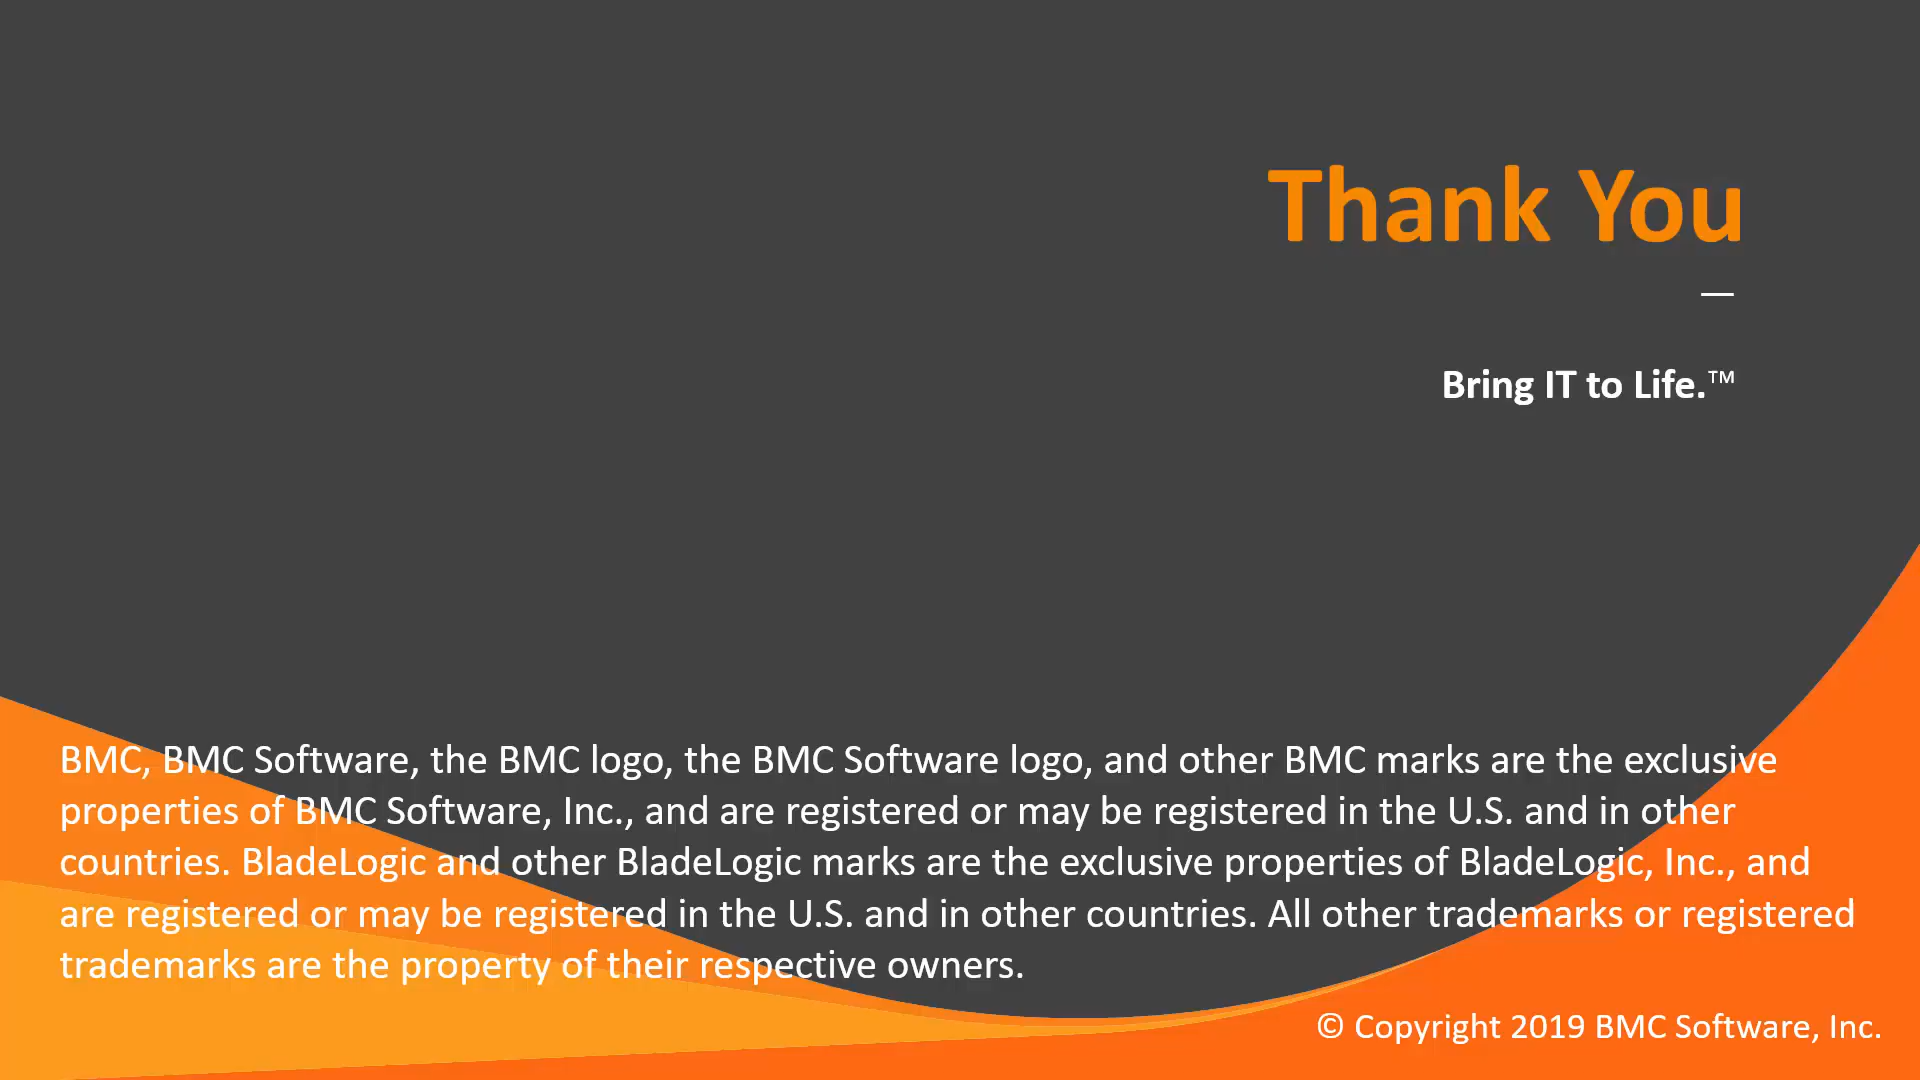 Thank You
Bring IT to Life.™
BMC, BMC Software, the BMC logo, the BMC Software logo, and other BMC marks are the exclusive
properties of BMC Software, Inc., and are registered or may be registered in the U.S. and in other
countries. BladeLogic and other BladeLogic marks are the exclusive properties of BladeLogic, Inc., and
are registered or may be registered in the U.S. and in other countries. All other trademarks or registered
trademarks are the property of their respective owners.
© Copyright 2019 BMC Software, Inc.